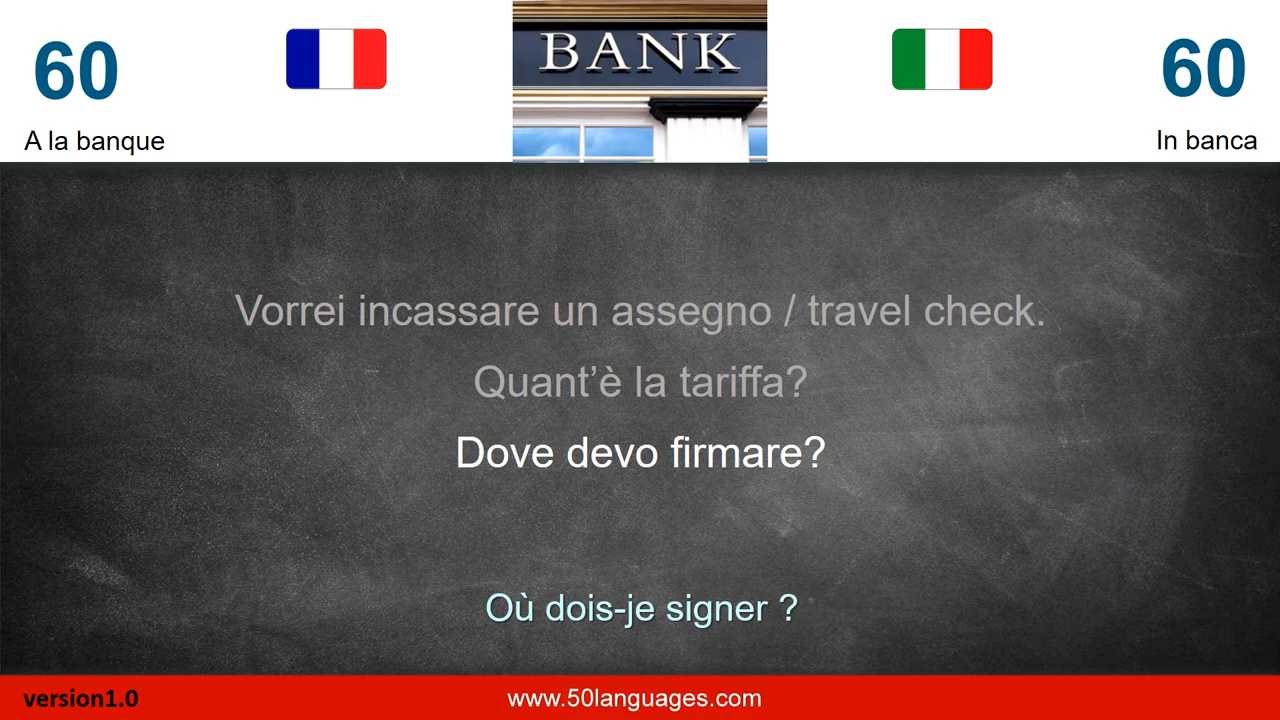 60
A la banque
BANK
60
In banca
Vorrei incassare un assegno / travel check.
Quant’è la tariffa?
Dove devo firmare?
Où dois-je signer ?
version1.0
www.50languages.com